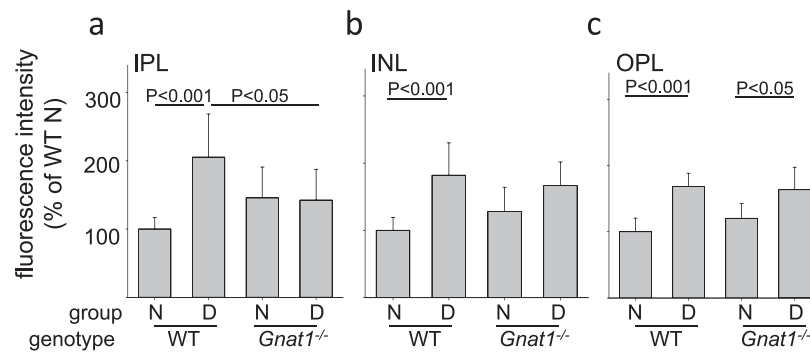 a b c
IPL INL OPL
fluorescence intensity
(% of WT N)
300
200
100
P<0.001 P<0.05
P<0.001
P<0.001 P<0.05
group N D N D N D N D N D N D
genotype WT Gnat1-/- WT Gnat1-/- WT Gnat1-/-